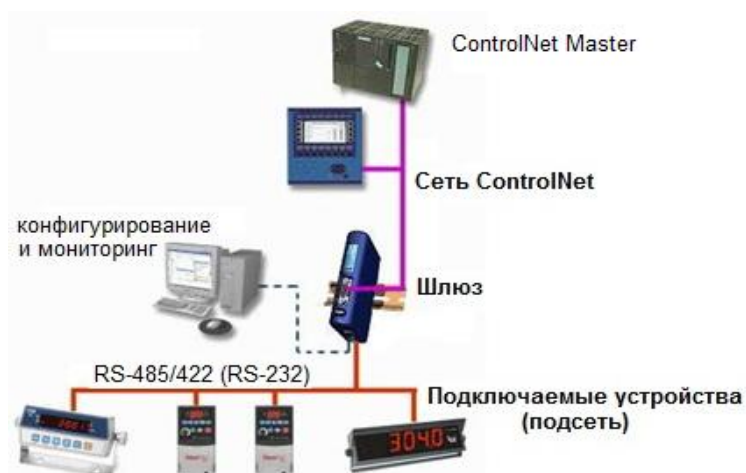 ControlNet Master
Сеть ControlNet
конфигурирование
и мониторинг
Шлюз
RS-485/422 (RS-232)
Подключаемые устройства
(подсеть)
3040